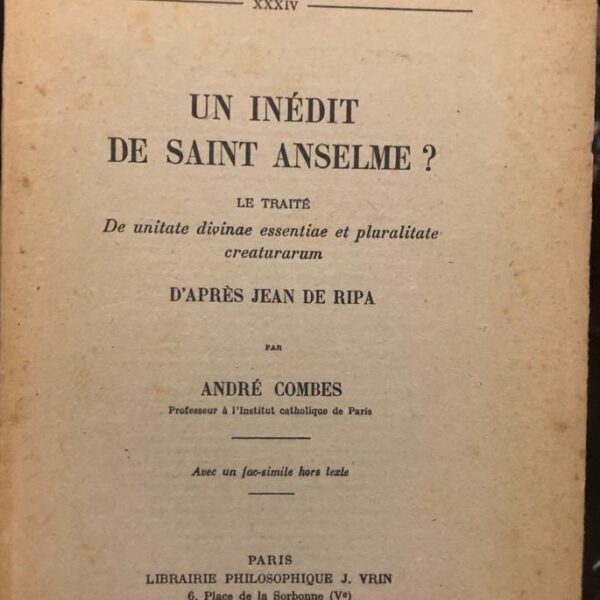 XXXIV
UN INÉDIT
DE SAINT ANSELME ?
LE TRAITÉ
De unitate divinae essentiae et pluralitate
creaturarum
D'APRÈS JEAN DE RIPA
PAR
ANDRÉ COMBES
Professeur à l'Institut catholique de Paris
Avec un fac-simile hors texte
PARIS
LIBRAIRIE PHILOSOPHIQUE J. VRIN
6, Place de la Sorbonne (Vᵉ)